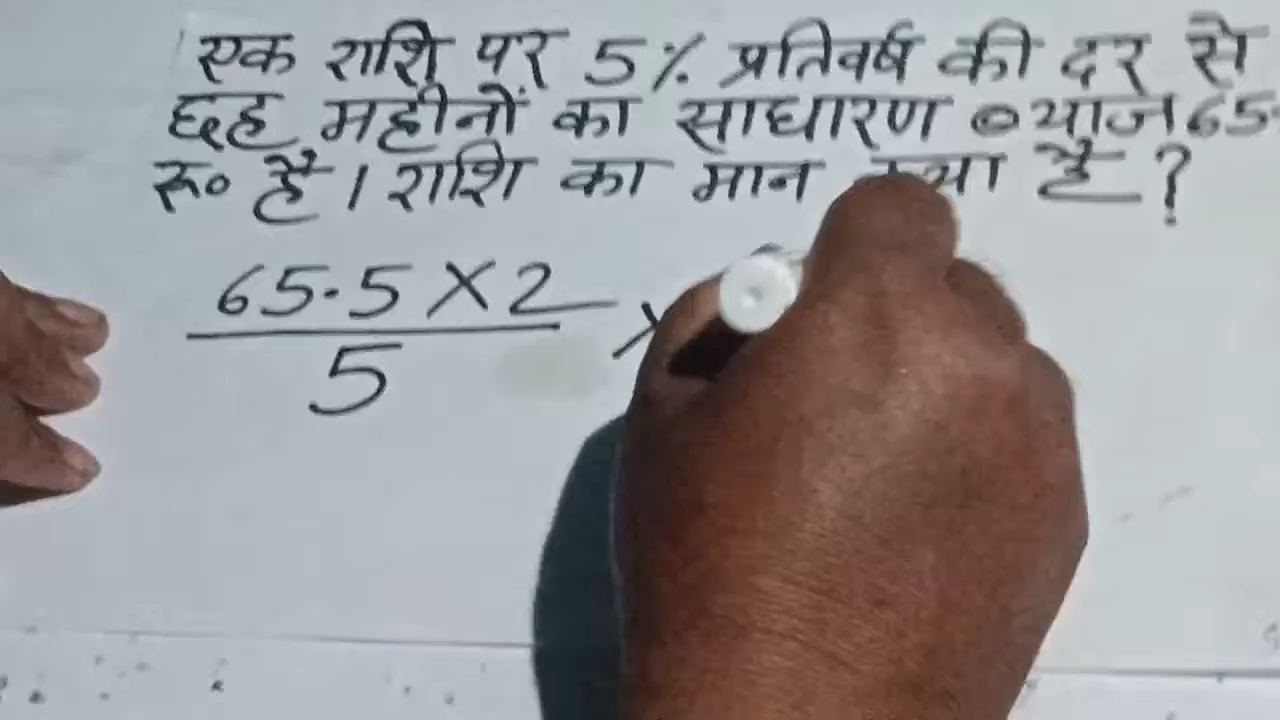 एक राशि पर 5% प्रतिवर्ष की दर से
छह महीनों का साधारण ब्याज 65.
रू० है। राशि का मान क्या है ?
65.5 X 2 X
5